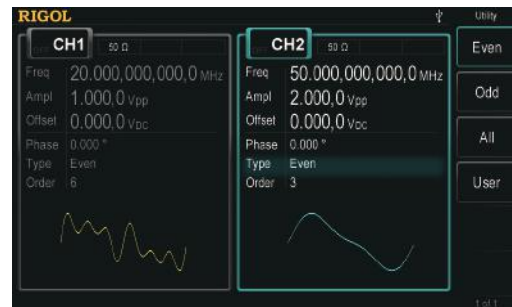 RIGOL
Utility
CH1 OFF 50 Ω
Freq 20.000,000,000,0 MHz
Ampl 1.000,0 Vpp
Offset 0.000,0 VDC
Phase 0.000 °
Type Even
Order 6
CH2 50 Ω
Freq 50.000,000,000,0 MHz
Ampl 2.000,0 Vpp
Offset 0.000,0 VDC
Phase 0.000 °
Type Even
Order 3
Even
Odd
All
User
1 of 1